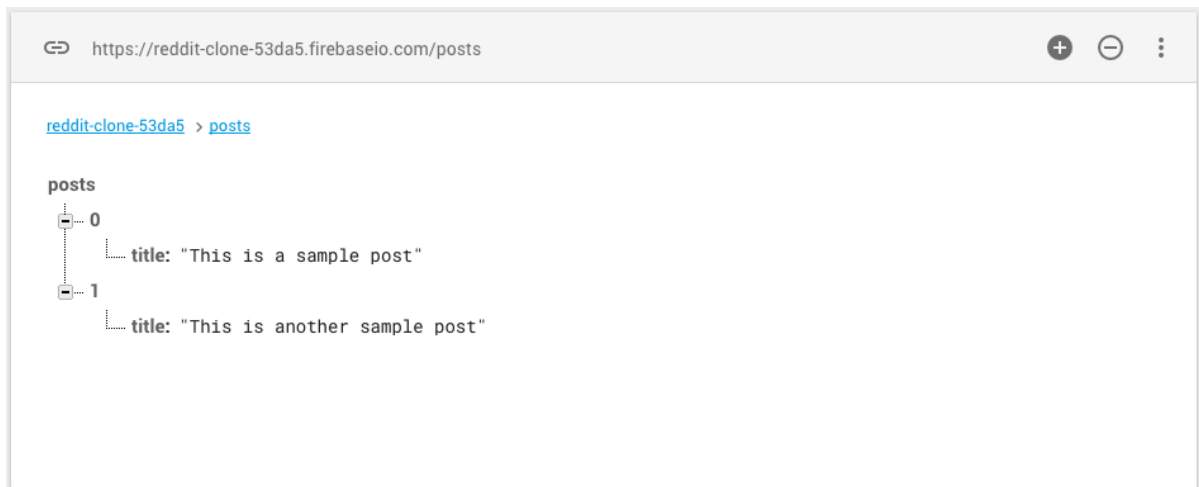 https://reddit-clone-53da5.firebaseio.com/posts
reddit-clone-53da5 > posts
posts
0
title: "This is a sample post"
1
title: "This is another sample post"